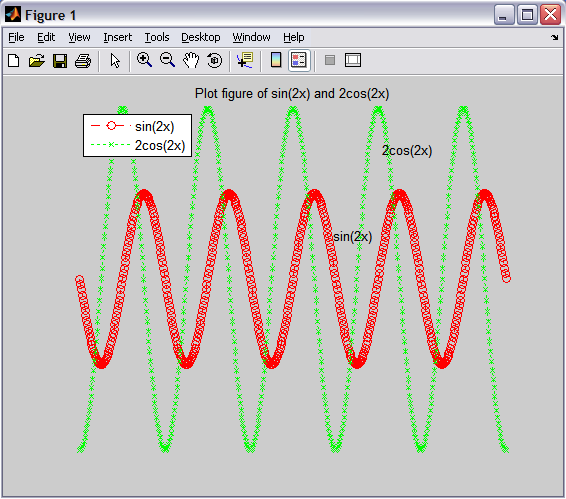 Figure 1
File Edit View Insert Tools Desktop Window Help
Plot figure of sin(2x) and 2cos(2x)
sin(2x)
2cos(2x)
2cos(2x)
sin(2x)